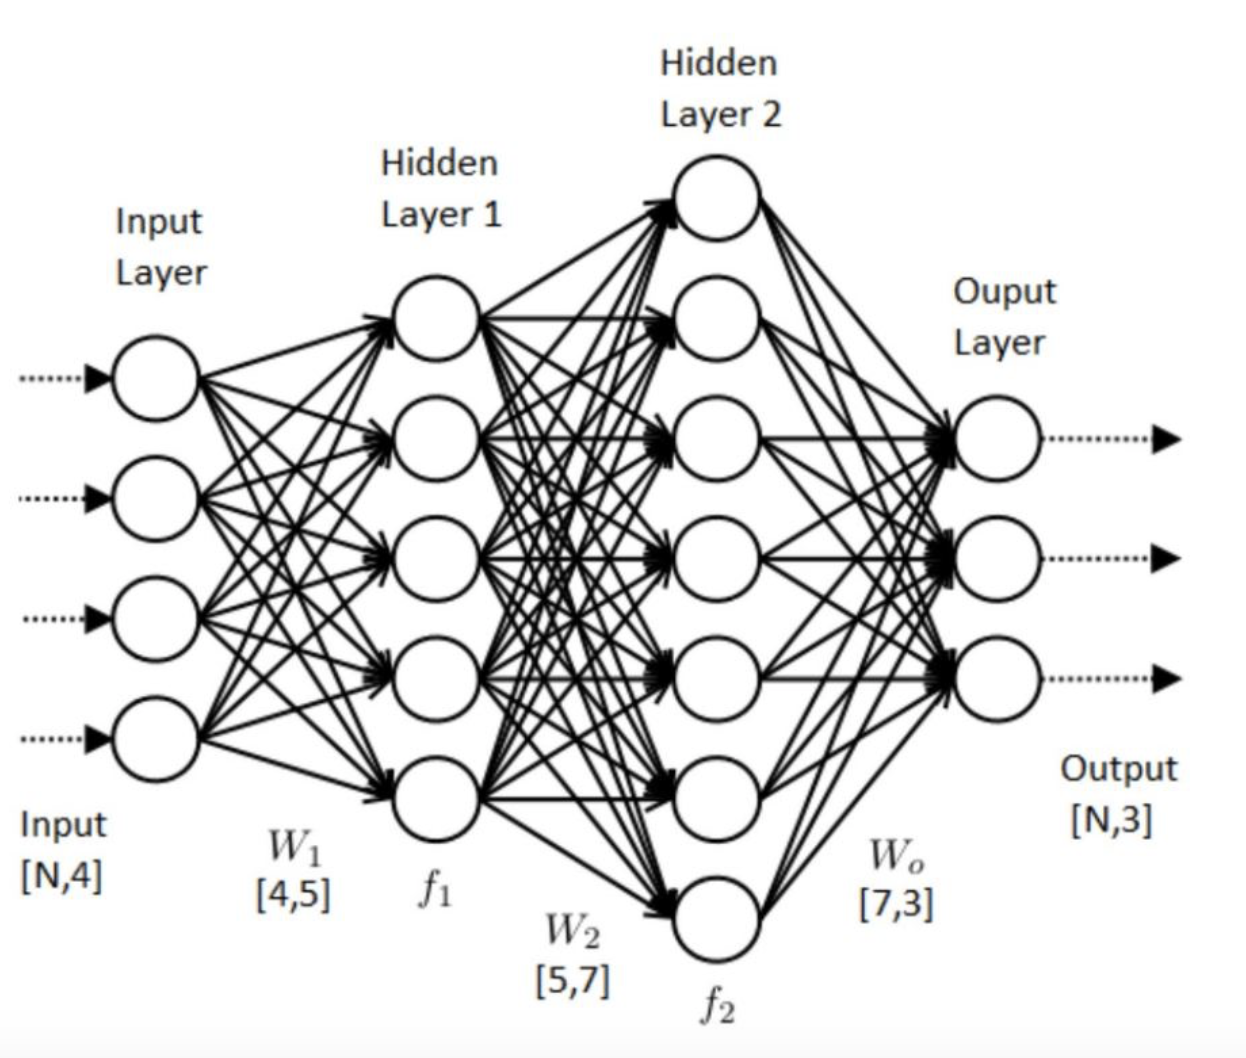 Hidden
Layer 2
Hidden
Layer 1
Input
Layer
Ouput
Layer
Input
[N,4]
W₁
[4,5]
f₁
W₂
[5,7]
f₂
Wₒ
[7,3]
Output
[N,3]